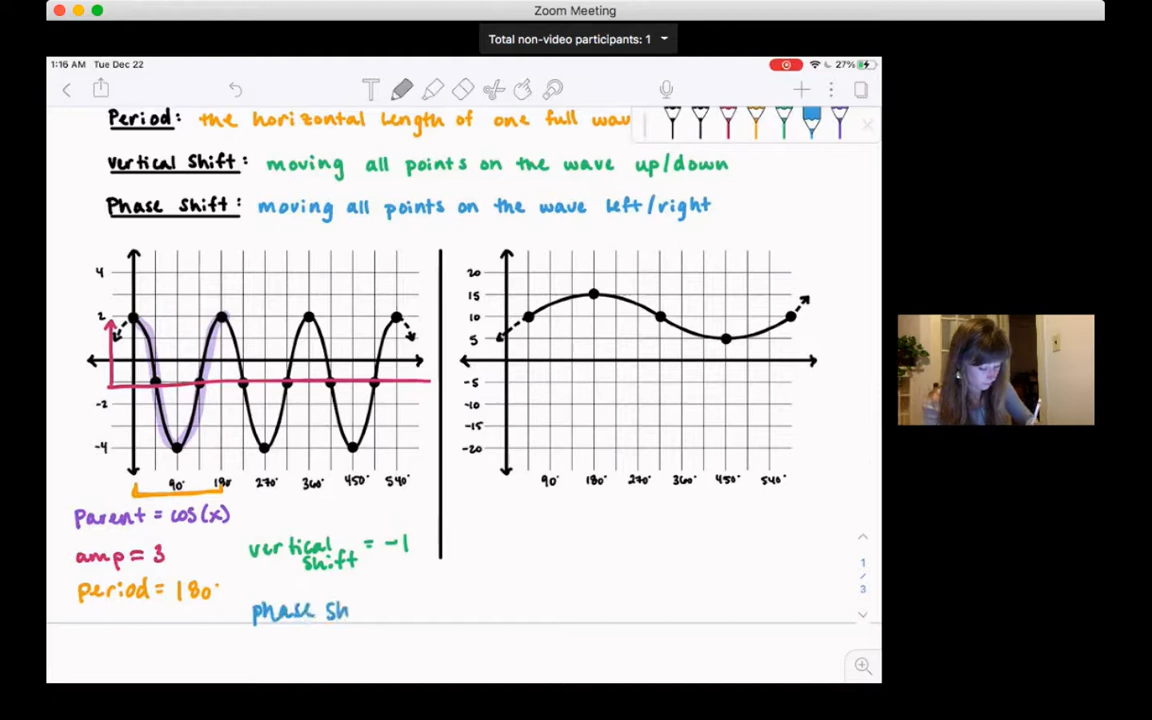 Zoom Meeting
Total non-video participants: 1
1:16 AM Tue Dec 22
27%
Period: the horizontal length of one full wav
Vertical Shift: moving all points on the wave up/down
Phase Shift: moving all points on the wave left/right
4
2
-2
-4
90° 180° 270° 360° 450° 540°
20
15
10
5
-5
-10
-15
-20
90° 180° 270° 360° 450° 540°
Parent = cos(x)
amp = 3
period = 180°
vertical shift = -1
phase sh
1
/
3